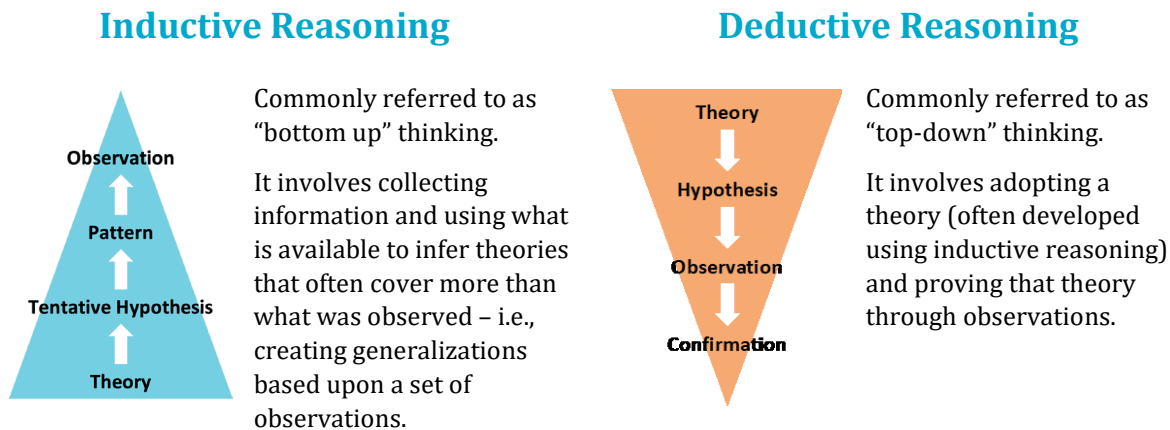 Inductive Reasoning
Observation
Pattern
Tentative Hypothesis
Theory
Commonly referred to as
“bottom up” thinking.
It involves collecting
information and using what
is available to infer theories
that often cover more than
what was observed – i.e.,
creating generalizations
based upon a set of
observations.
Deductive Reasoning
Theory
Hypothesis
Observation
Confirmation
Commonly referred to as
“top-down” thinking.
It involves adopting a
theory (often developed
using inductive reasoning)
and proving that theory
through observations.